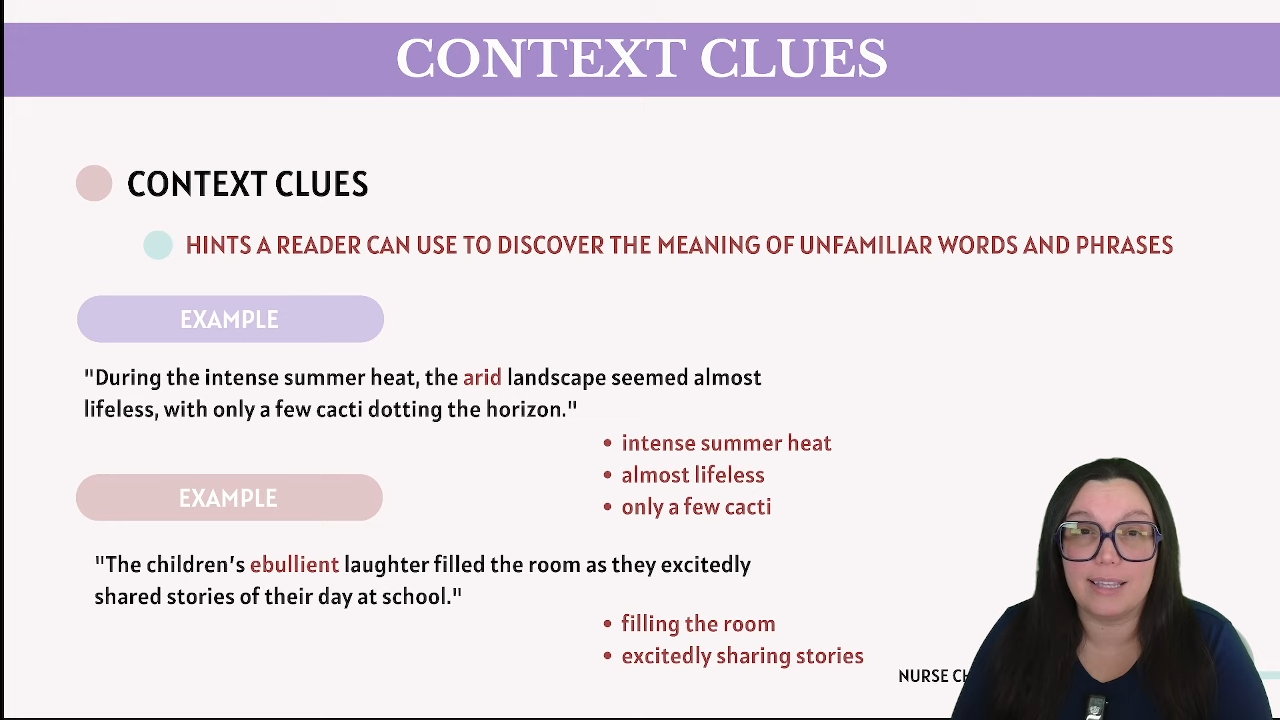 CONTEXT CLUES
CONTEXT CLUES
HINTS A READER CAN USE TO DISCOVER THE MEANING OF UNFAMILIAR WORDS AND PHRASES
EXAMPLE
"During the intense summer heat, the arid landscape seemed almost
lifeless, with only a few cacti dotting the horizon."
• intense summer heat
• almost lifeless
• only a few cacti
EXAMPLE
"The children's ebullient laughter filled the room as they excitedly
shared stories of their day at school."
• filling the room
• excitedly sharing stories
NURSE